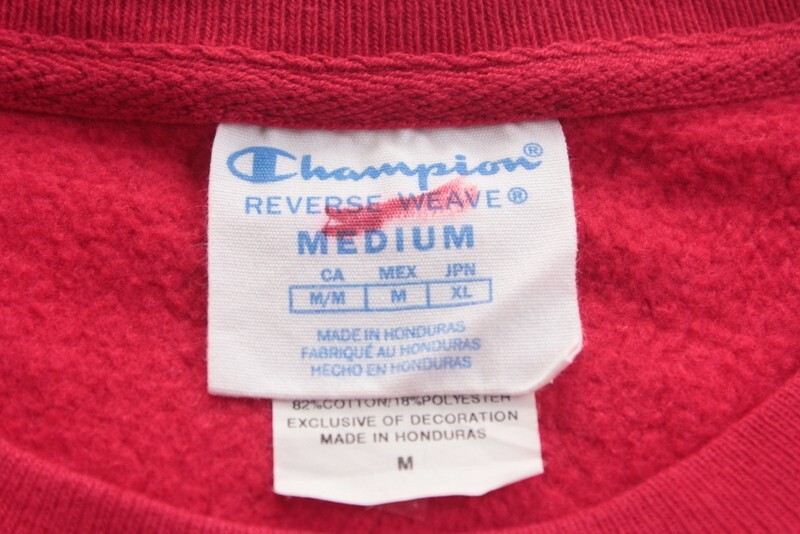 Champion®
REVERSE WEAVE®
MEDIUM
CA MEX JPN
M/M M XL
MADE IN HONDURAS
FABRIQUÉ AU HONDURAS
HECHO EN HONDURAS
82%COTTON/18%POLYESTER
EXCLUSIVE OF DECORATION
MADE IN HONDURAS
M